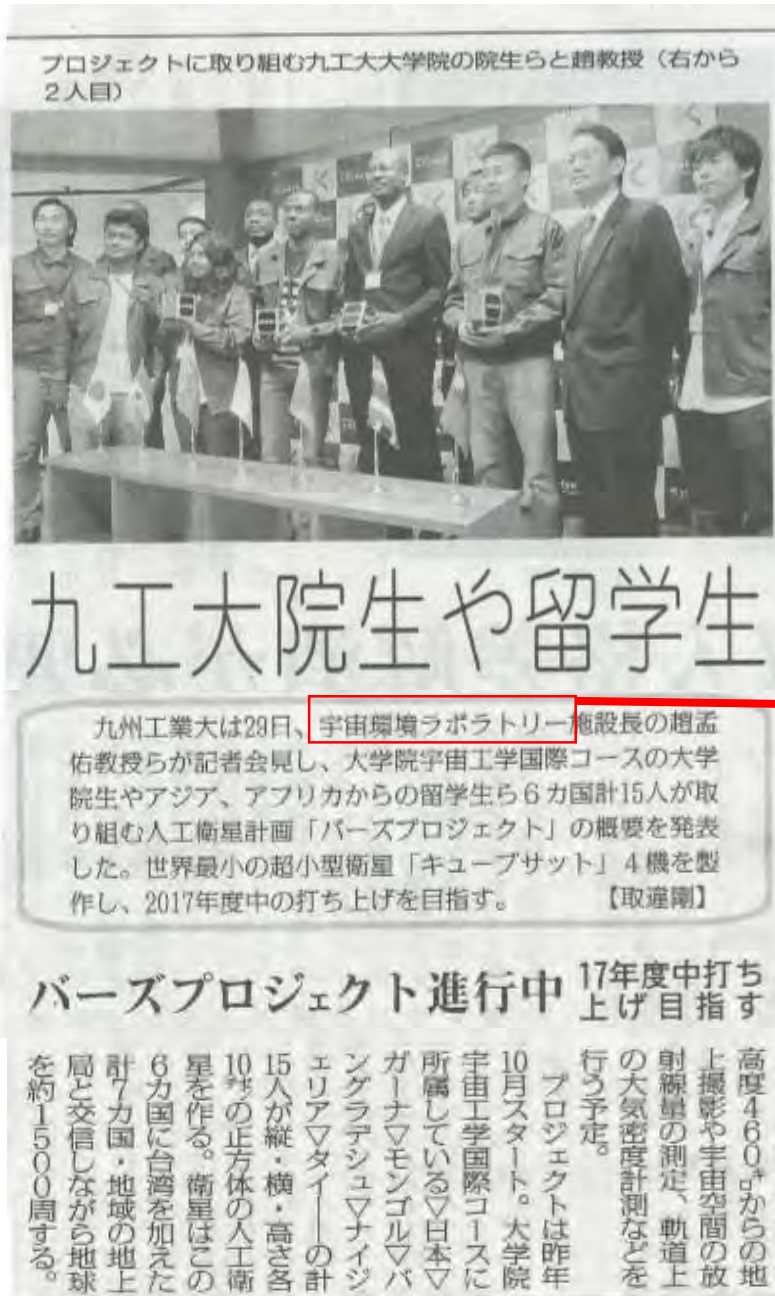 プロジェクトに取り組む九工大大学院の院生らと趙教授（右から
２人目）
九工大院生や留学生
九州工業大は29日、宇宙環境ラボラトリー施設長の趙孟
佑教授らが記者会見し、大学院宇宙工学国際コースの大学
院生やアジア、アフリカからの留学生ら６カ国計15人が取
り組む人工衛星計画「バーズプロジェクト」の概要を発表
した。世界最小の超小型衛星「キューブサット」４機を製
作し、2017年度中の打ち上げを目指す。【取違剛】
バーズプロジェクト進行中
17年度中打ち
上げ目指す
高度４６０㌔からの地
上撮影や宇宙空間の放
射線量の測定、軌道上
の大気密度計測などを
行う予定。
プロジェクトは昨年
10月スタート。大学院
宇宙工学国際コースに
所属している▽日本▽
ガーナ▽モンゴル▽バ
ングラデシュ▽ナイジ
ェリア▽タイ――の計
15人が縦・横・高さ各
10㌢の正方体の人工衛
星を作る。衛星はこの
６カ国に台湾を加えた
計７カ国・地域の地上
局と交信しながら地球
を約１５００周する。